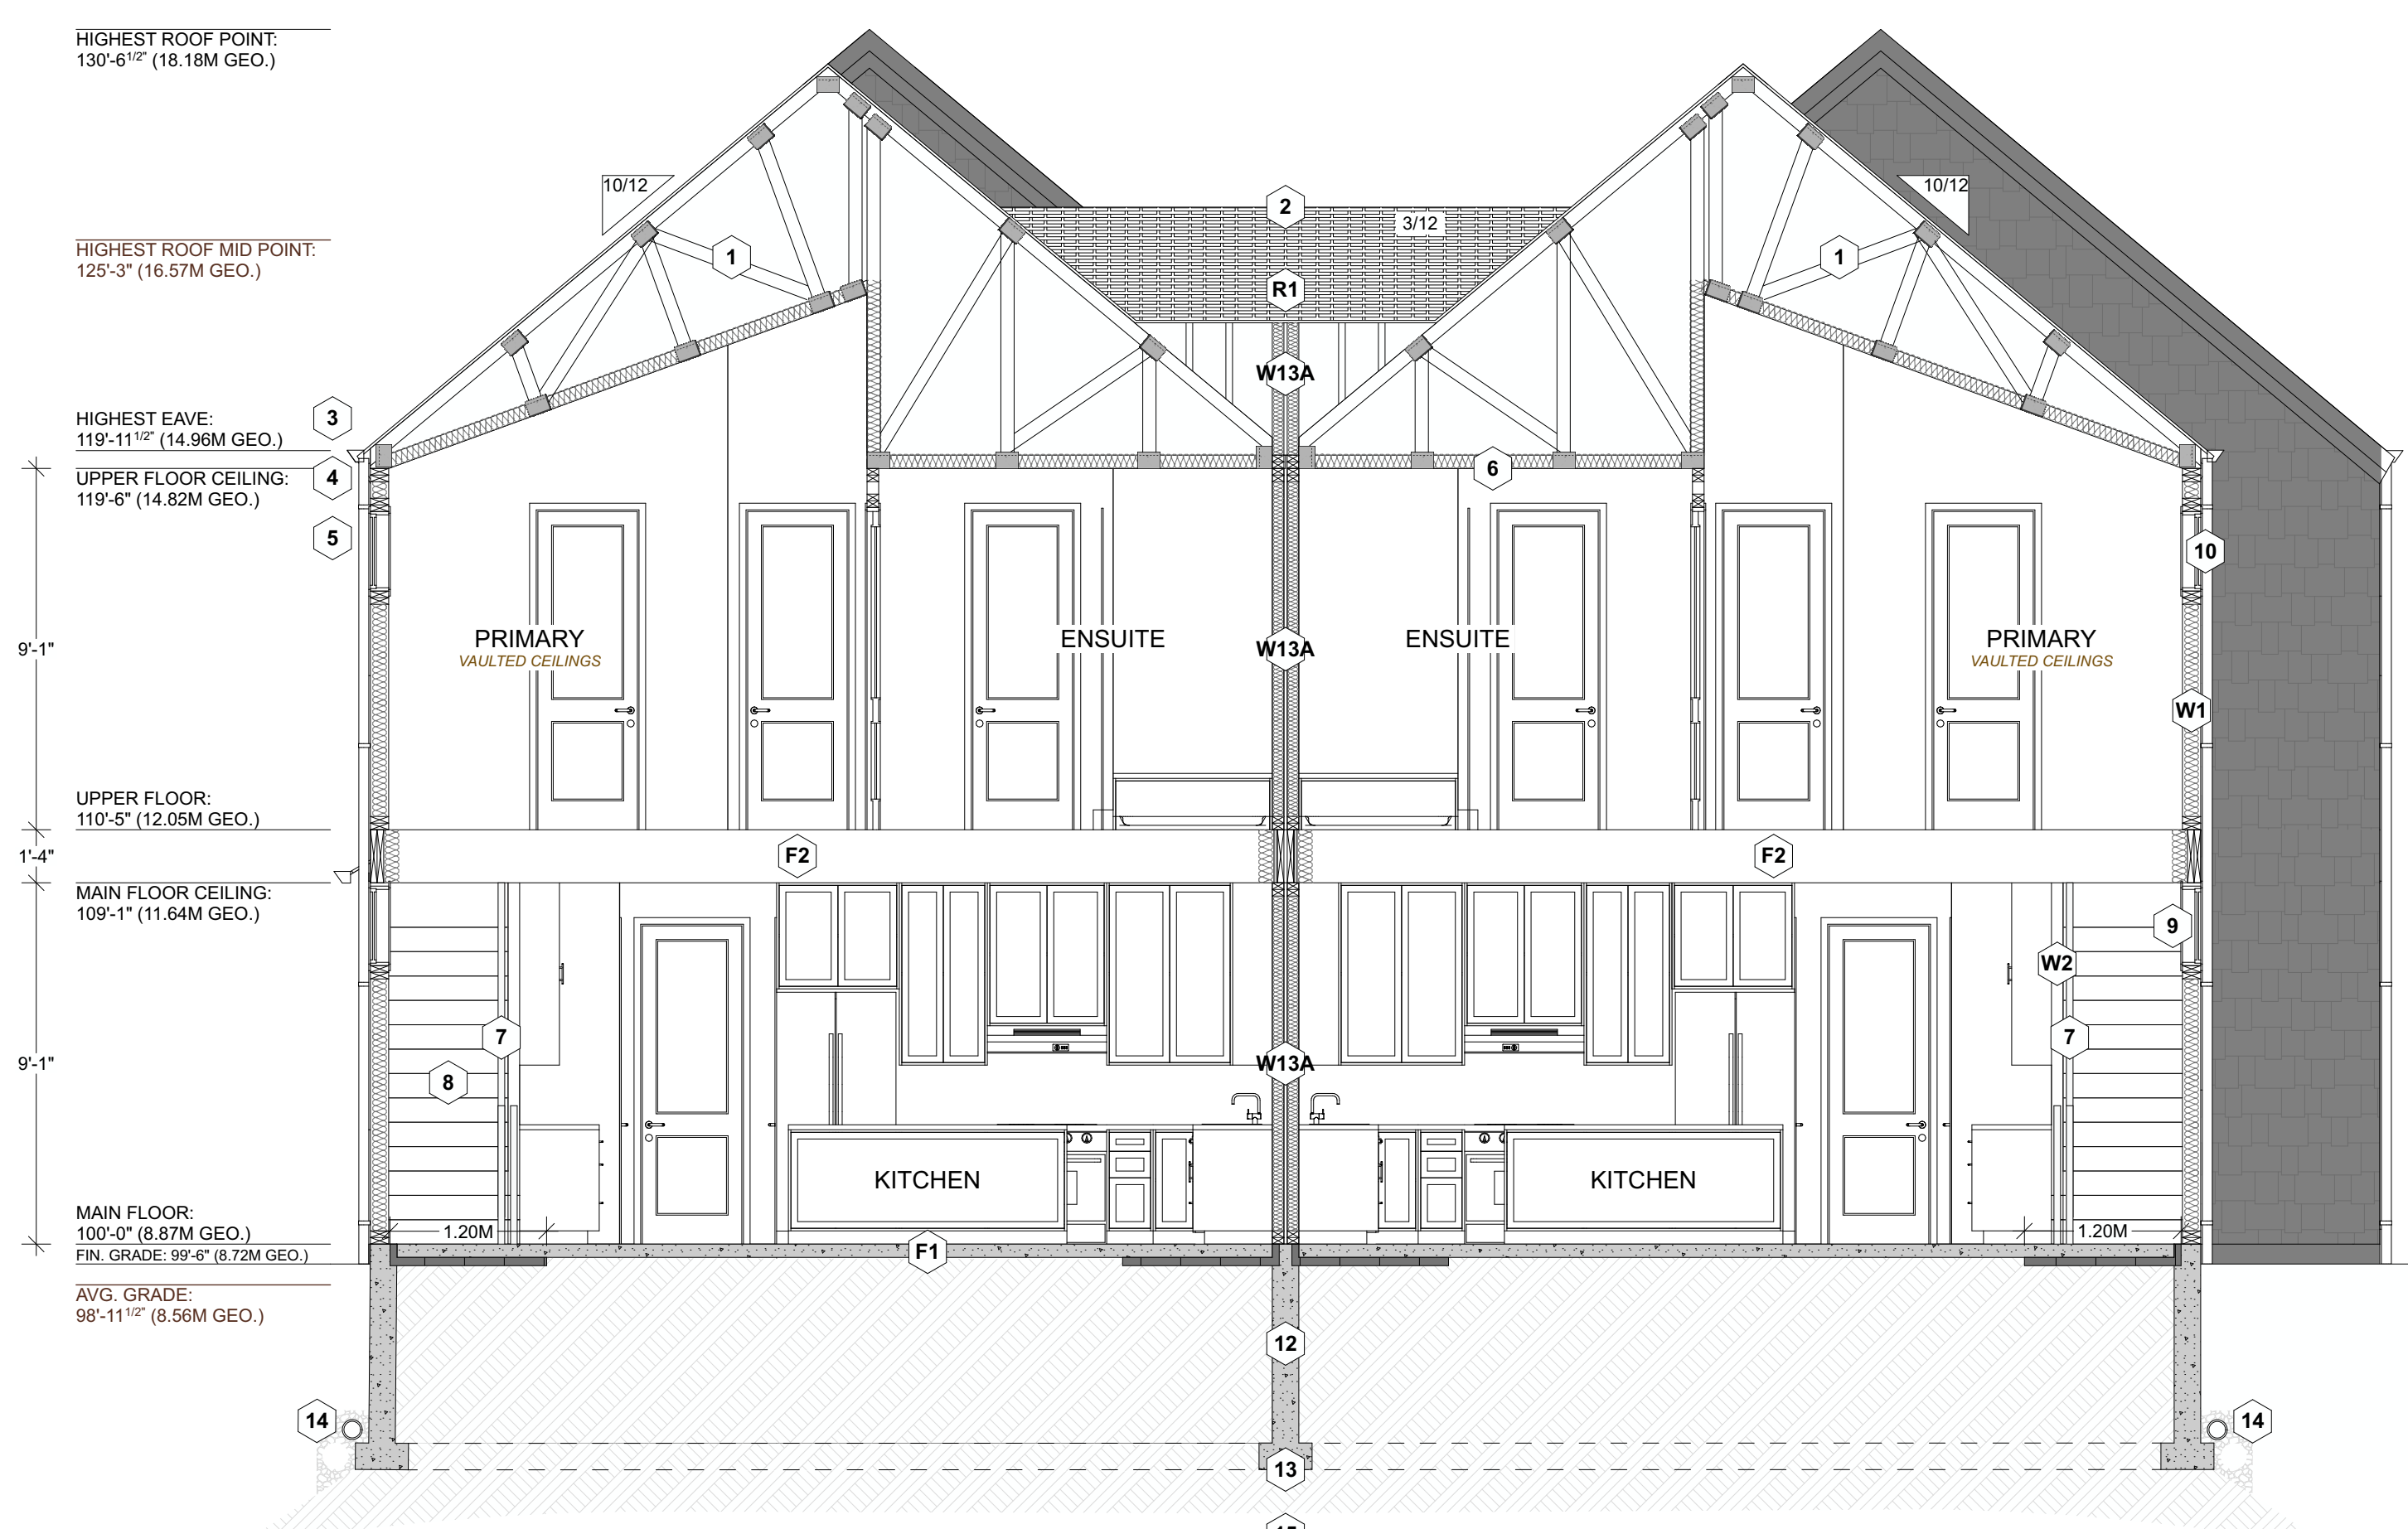 HIGHEST ROOF POINT:
130'-6 1/2" (18.18M GEO.)
10/12
10/12
2
3/12
HIGHEST ROOF MID POINT:
125'-3" (16.57M GEO.)
1
1
R1
W13A
3
HIGHEST EAVE:
119'-11 1/2" (14.96M GEO.)
4
6
UPPER FLOOR CEILING:
119'-6" (14.82M GEO.)
5
10
9'-1"
PRIMARY
VAULTED CEILINGS
ENSUITE
W13A
ENSUITE
PRIMARY
VAULTED CEILINGS
W1
UPPER FLOOR:
110'-5" (12.05M GEO.)
1'-4"
F2
F2
MAIN FLOOR CEILING:
109'-1" (11.64M GEO.)
9
W2
7
7
9'-1"
8
W13A
KITCHEN
KITCHEN
MAIN FLOOR:
100'-0" (8.87M GEO.)
1.20M
1.20M
FIN. GRADE: 99'-6" (8.72M GEO.)
F1
AVG. GRADE:
98'-11 1/2" (8.56M GEO.)
12
14
14
13